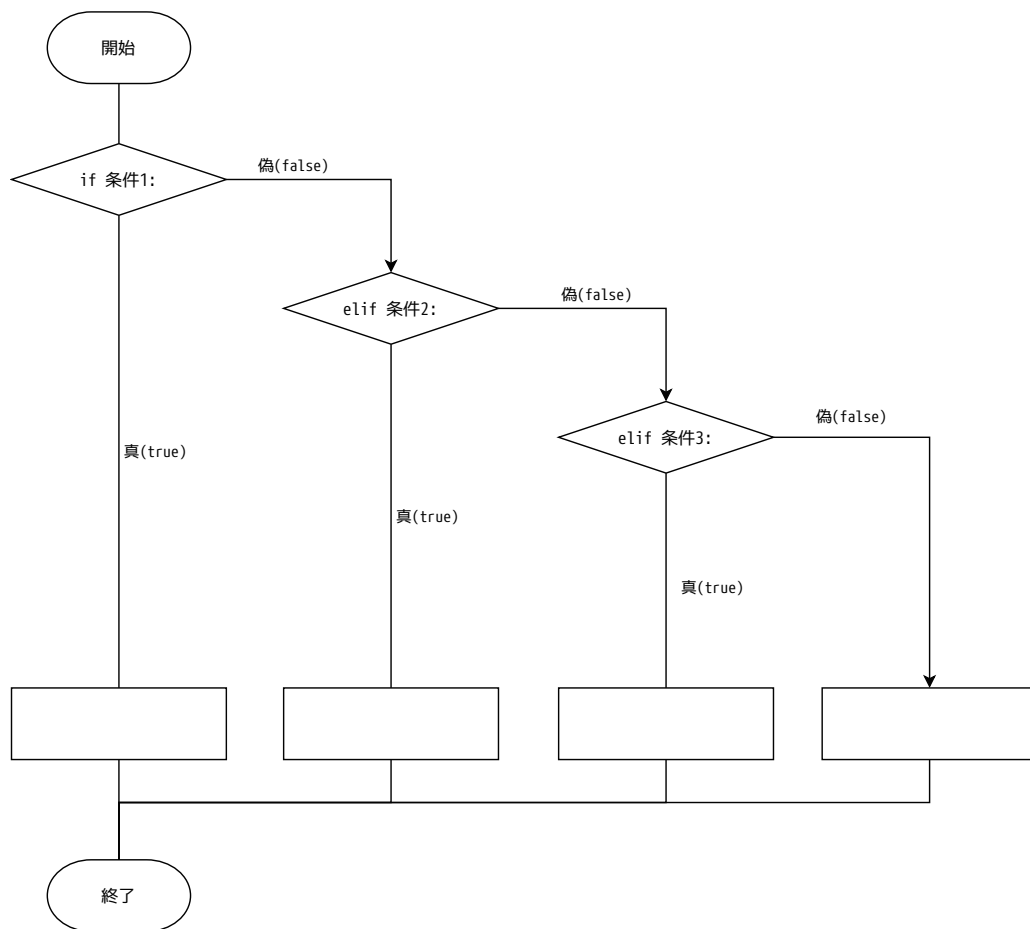 開始
if 条件1:
偽(false)
elif 条件2:
偽(false)
elif 条件3:
偽(false)
真(true)
真(true)
真(true)
終了